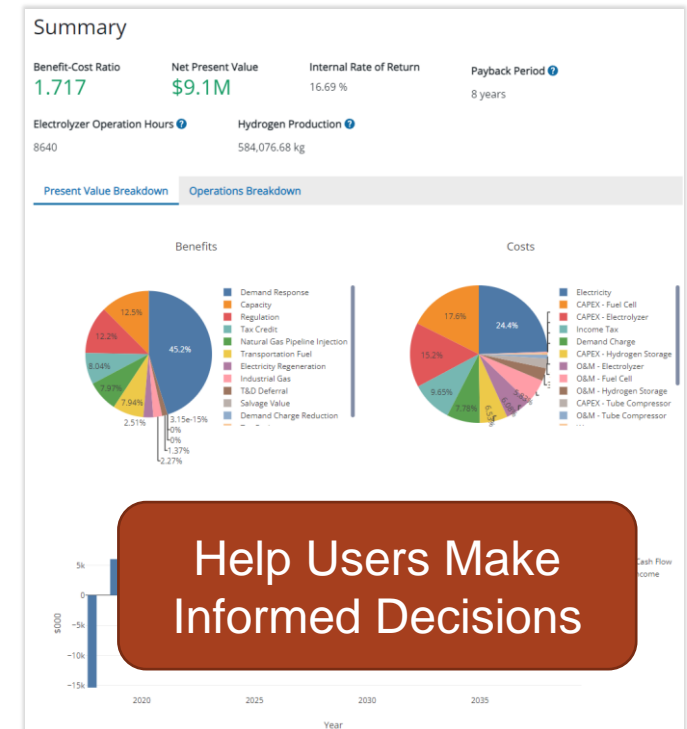 Summary
Benefit-Cost Ratio Net Present Value Internal Rate of Return Payback Period ?
1.717 $9.1M 16.69 % 8 years
Electrolyzer Operation Hours ? Hydrogen Production ?
8640 584,076.68 kg
Present Value Breakdown Operations Breakdown
Benefits
45.2%
12.5%
12.2%
8.04%
7.97%
7.94%
2.51%
3.15e-15%
0%
0%
1.37%
2.27%
Demand Response
Capacity
Regulation
Tax Credit
Natural Gas Pipeline Injection
Transportation Fuel
Electricity Regeneration
Industrial Gas
T&D Deferral
Salvage Value
Demand Charge Reduction
Costs
24.4%
17.6%
15.2%
9.65%
7.78%
Electricity
CAPEX - Fuel Cell
CAPEX - Electrolyzer
Income Tax
Demand Charge
CAPEX - Hydrogen Storage
O&M - Electrolyzer
O&M - Fuel Cell
O&M - Hydrogen Storage
CAPEX - Tube Compressor
O&M - Tube Compressor
Help Users Make
Informed Decisions
Cash Flow
$000
5k
0
−5k
−10k
−15k
2020 2025 2030 2035
Year